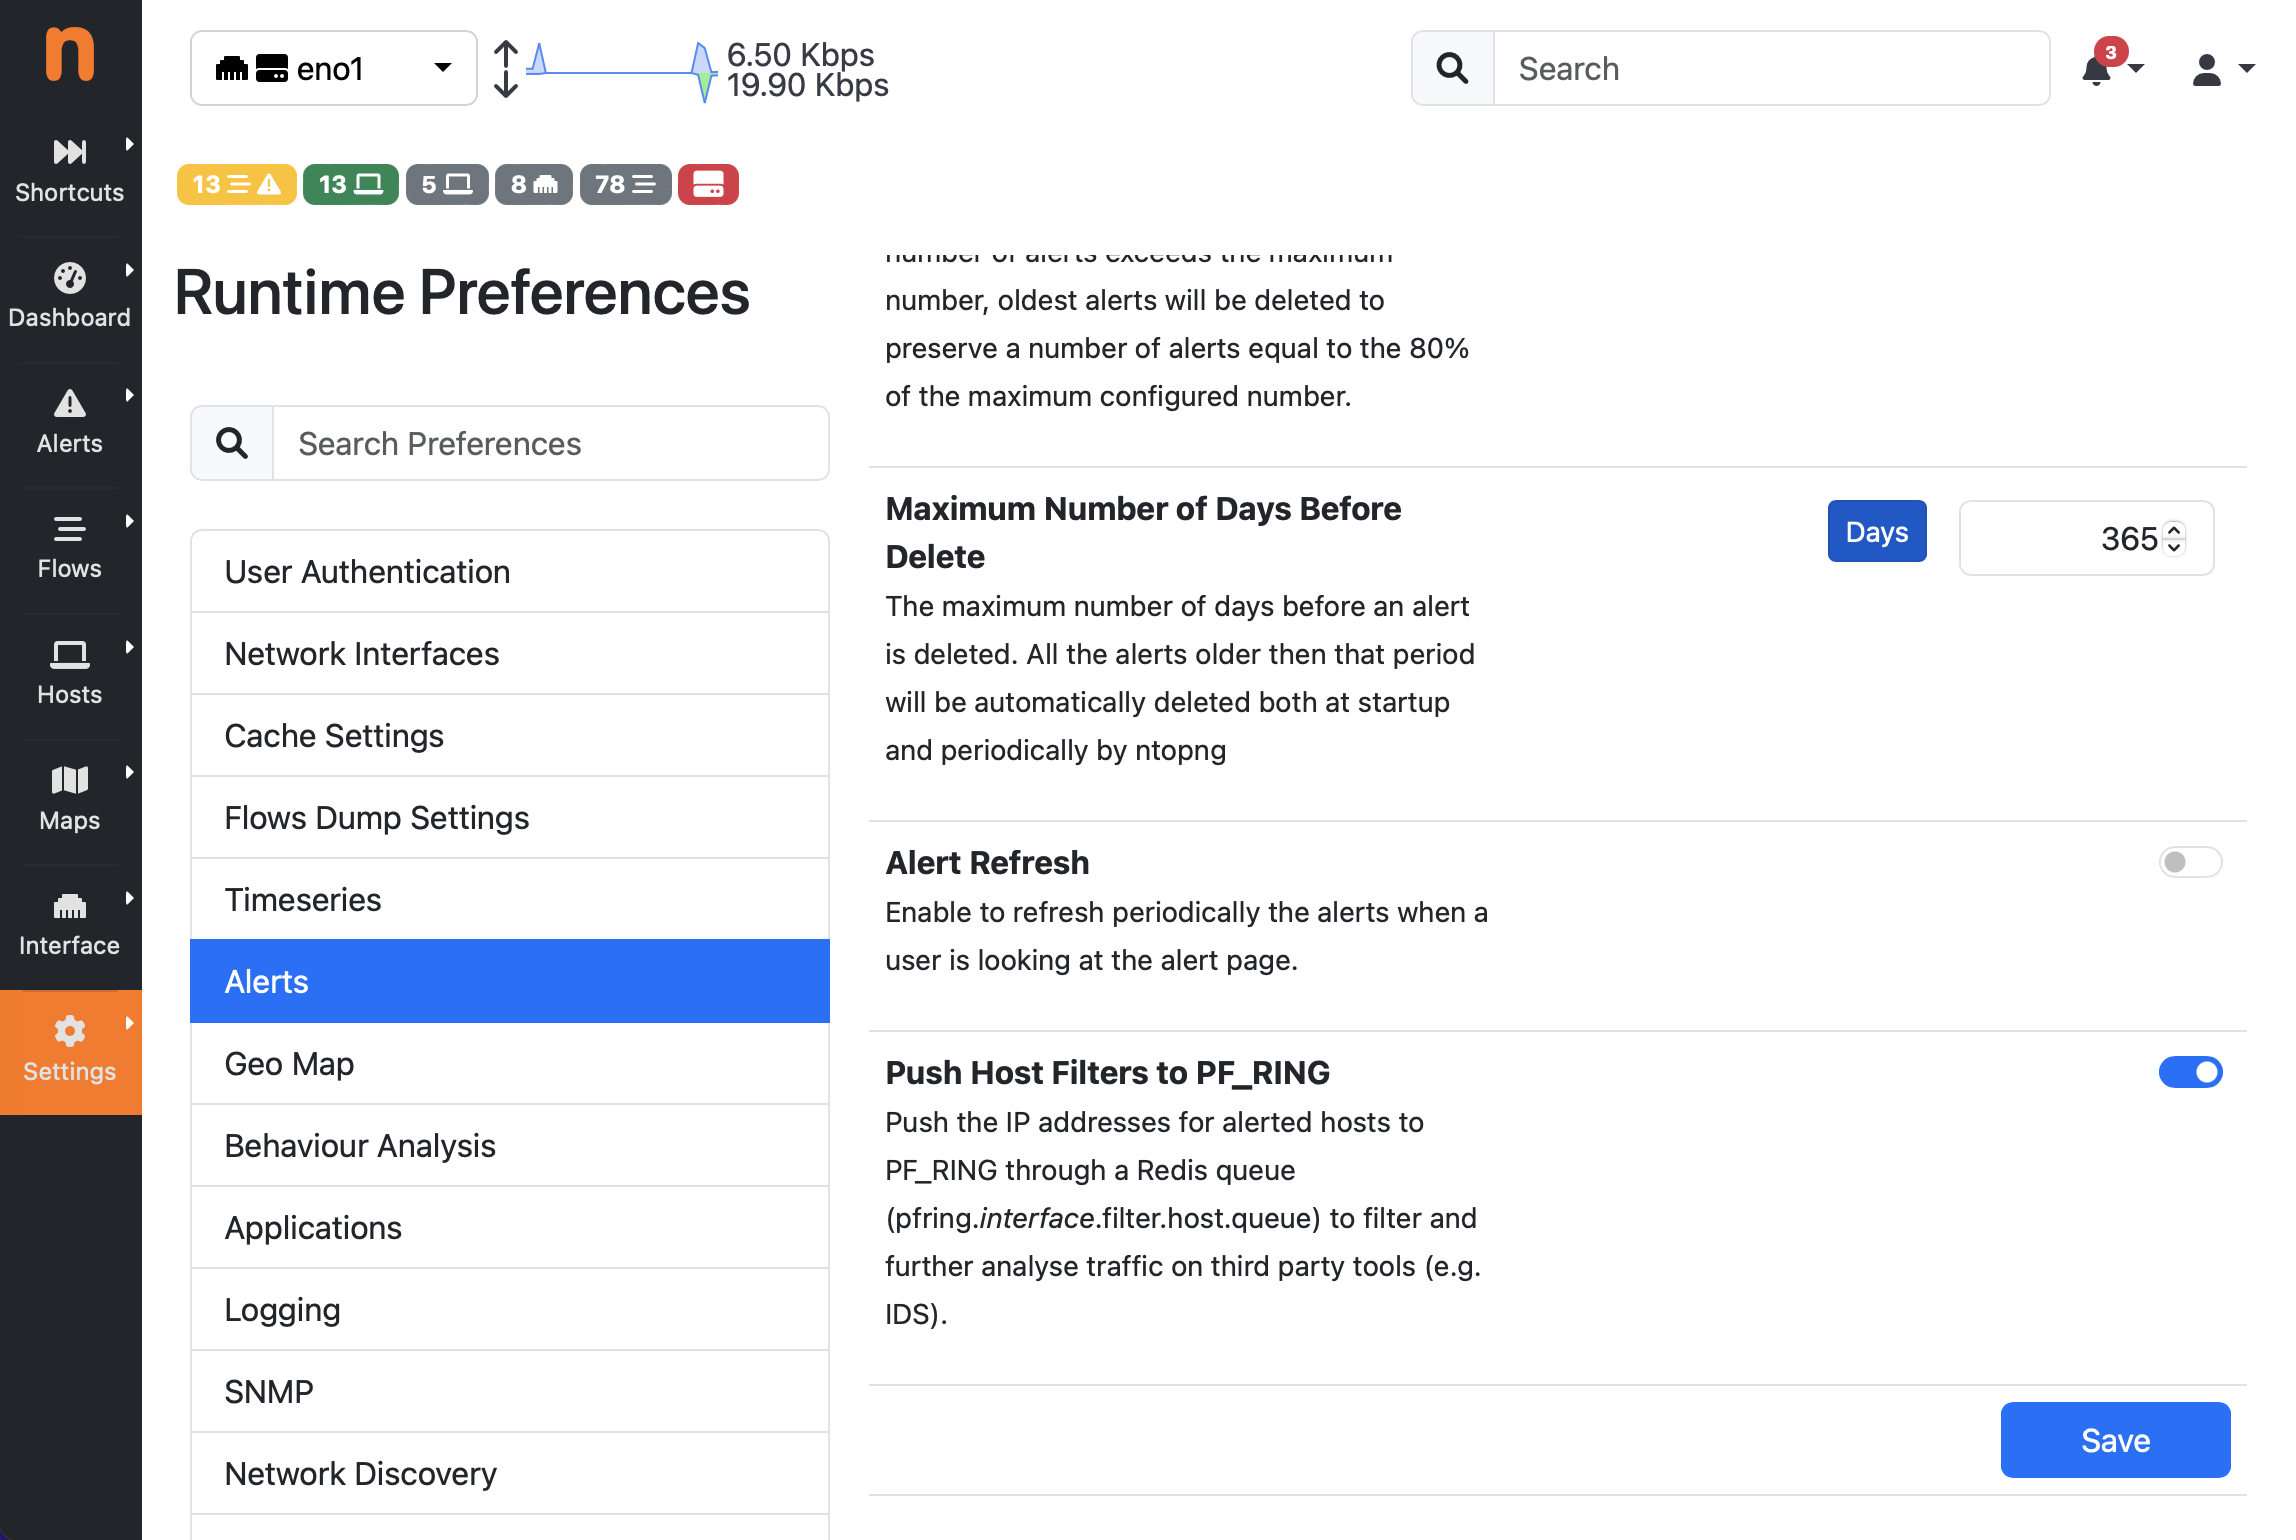 n
eno1
6.50 Kbps
19.90 Kbps
Search
3
Shortcuts
Dashboard
Alerts
Flows
Hosts
Maps
Interface
Settings
13
13
5
8
78
Runtime Preferences
Search Preferences
User Authentication
Network Interfaces
Cache Settings
Flows Dump Settings
Timeseries
Alerts
Geo Map
Behaviour Analysis
Applications
Logging
SNMP
Network Discovery
number of alerts exceeds the maximum
number, oldest alerts will be deleted to
preserve a number of alerts equal to the 80%
of the maximum configured number.
Maximum Number of Days Before
Delete
Days
365
The maximum number of days before an alert
is deleted. All the alerts older then that period
will be automatically deleted both at startup
and periodically by ntopng
Alert Refresh
Enable to refresh periodically the alerts when a
user is looking at the alert page.
Push Host Filters to PF_RING
Push the IP addresses for alerted hosts to
PF_RING through a Redis queue
(pfring.interface.filter.host.queue) to filter and
further analyse traffic on third party tools (e.g.
IDS).
Save